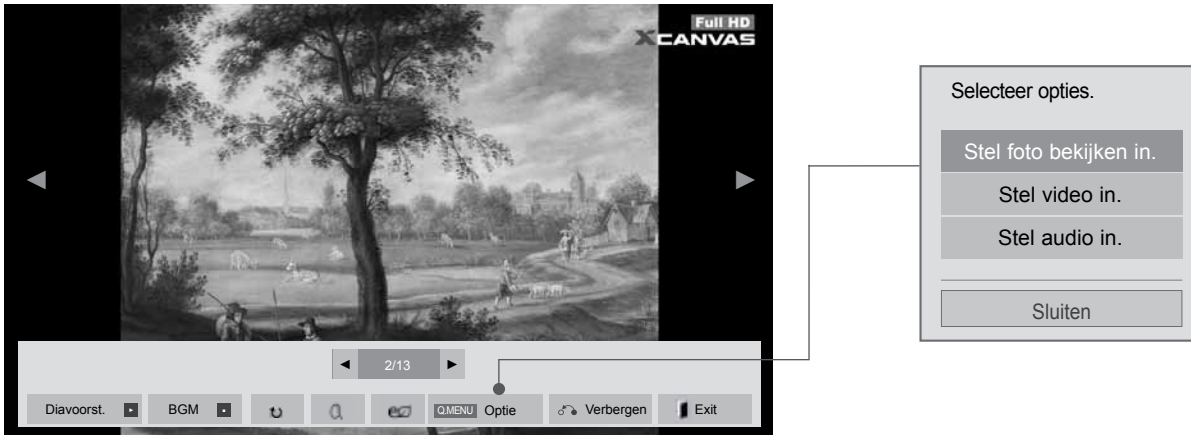 Full HD
XCANVAS
Selecteer opties.
Stel foto bekijken in.
Stel video in.
Stel audio in.
Sluiten
2/13
Diavoorst.
BGM
Q.MENU Optie
Verbergen
Exit